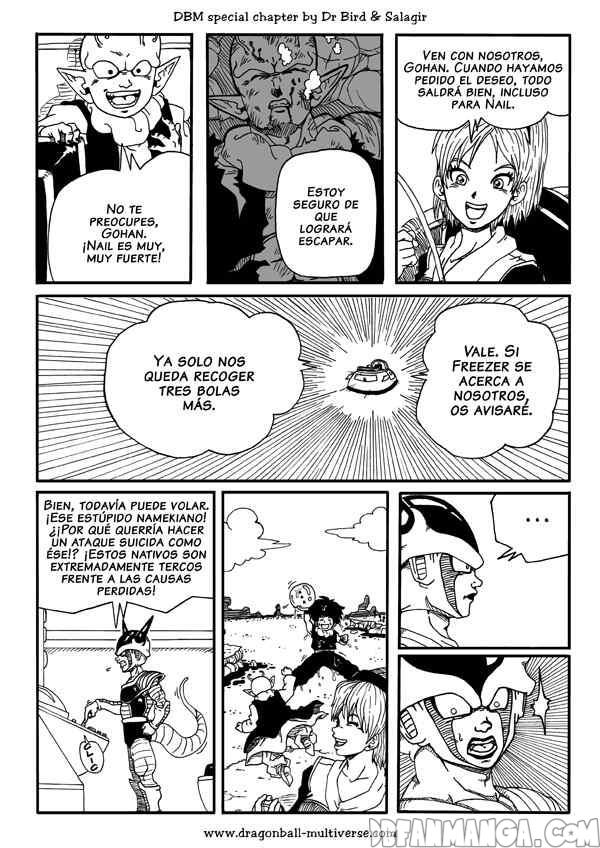 DBM special chapter by Dr Bird & Salagir
No te
preocupes,
Gohan.
¡Nail es muy,
muy fuerte!
Estoy
seguro de
que
logrará
escapar.
Ven con nosotros,
Gohan. Cuando hayamos
pedido el deseo, todo
saldrá bien, incluso
para Nail.
Ya solo nos
queda recoger
tres bolas
más.
Vale. Si
Freezer se
acerca a
nosotros,
os avisaré.
Bien, todavía puede volar.
¡Ese estúpido namekiano!
¿¡Por qué querría hacer
un ataque suicida como
ése!? ¡Estos nativos son
extremadamente tercos
frente a las causas
perdidas!
¡CLIC
...
www.dragonball-multiverse.com
DBFANMANGA.COM